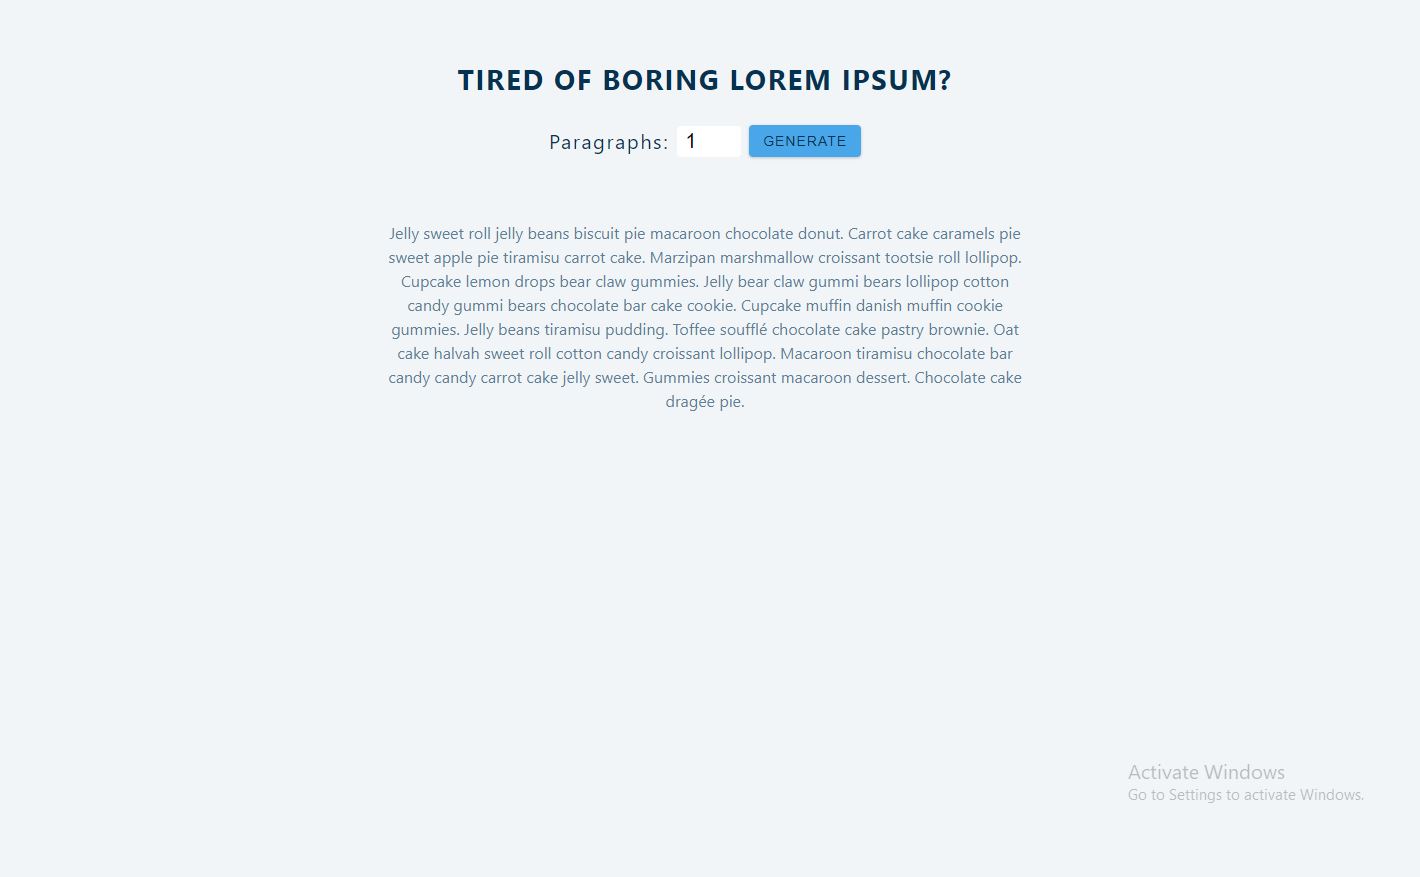 TIRED OF BORING LOREM IPSUM?
Paragraphs: 1 GENERATE
Jelly sweet roll jelly beans biscuit pie macaroon chocolate donut. Carrot cake caramels pie
sweet apple pie tiramisu carrot cake. Marzipan marshmallow croissant tootsie roll lollipop.
Cupcake lemon drops bear claw gummies. Jelly bear claw gummi bears lollipop cotton
candy gummi bears chocolate bar cake cookie. Cupcake muffin danish muffin cookie
gummies. Jelly beans tiramisu pudding. Toffee soufflé chocolate cake pastry brownie. Oat
cake halvah sweet roll cotton candy croissant lollipop. Macaroon tiramisu chocolate bar
candy candy carrot cake jelly sweet. Gummies croissant macaroon dessert. Chocolate cake
dragée pie.
Activate Windows
Go to Settings to activate Windows.